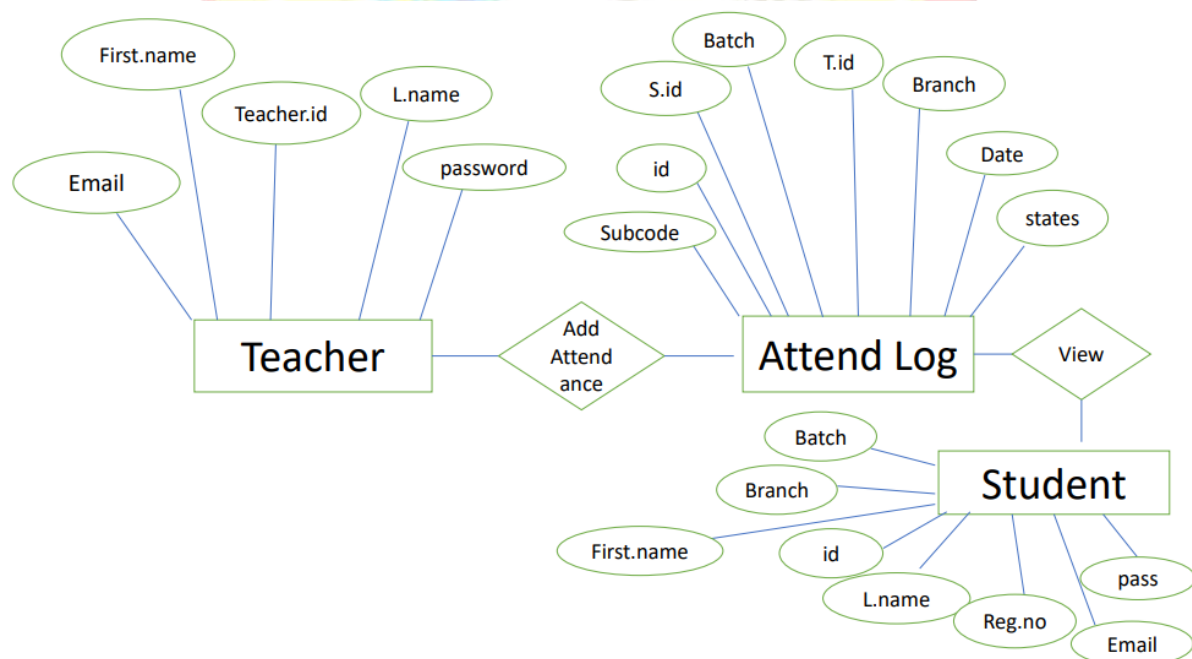 First.name
Teacher.id
L.name
Email
password
Batch
T.id
S.id
Branch
id
Date
Subcode
states
Teacher
Add
Attend
ance
Attend Log
View
Batch
Branch
Student
First.name
id
L.name
Reg.no
Email
pass